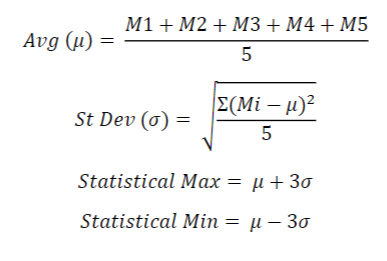 Avg (μ) = M1 + M2 + M3 + M4 + M5 / 5
St Dev (σ) = √(Σ(Mi − μ)² / 5)
Statistical Max = μ + 3σ
Statistical Min = μ − 3σ